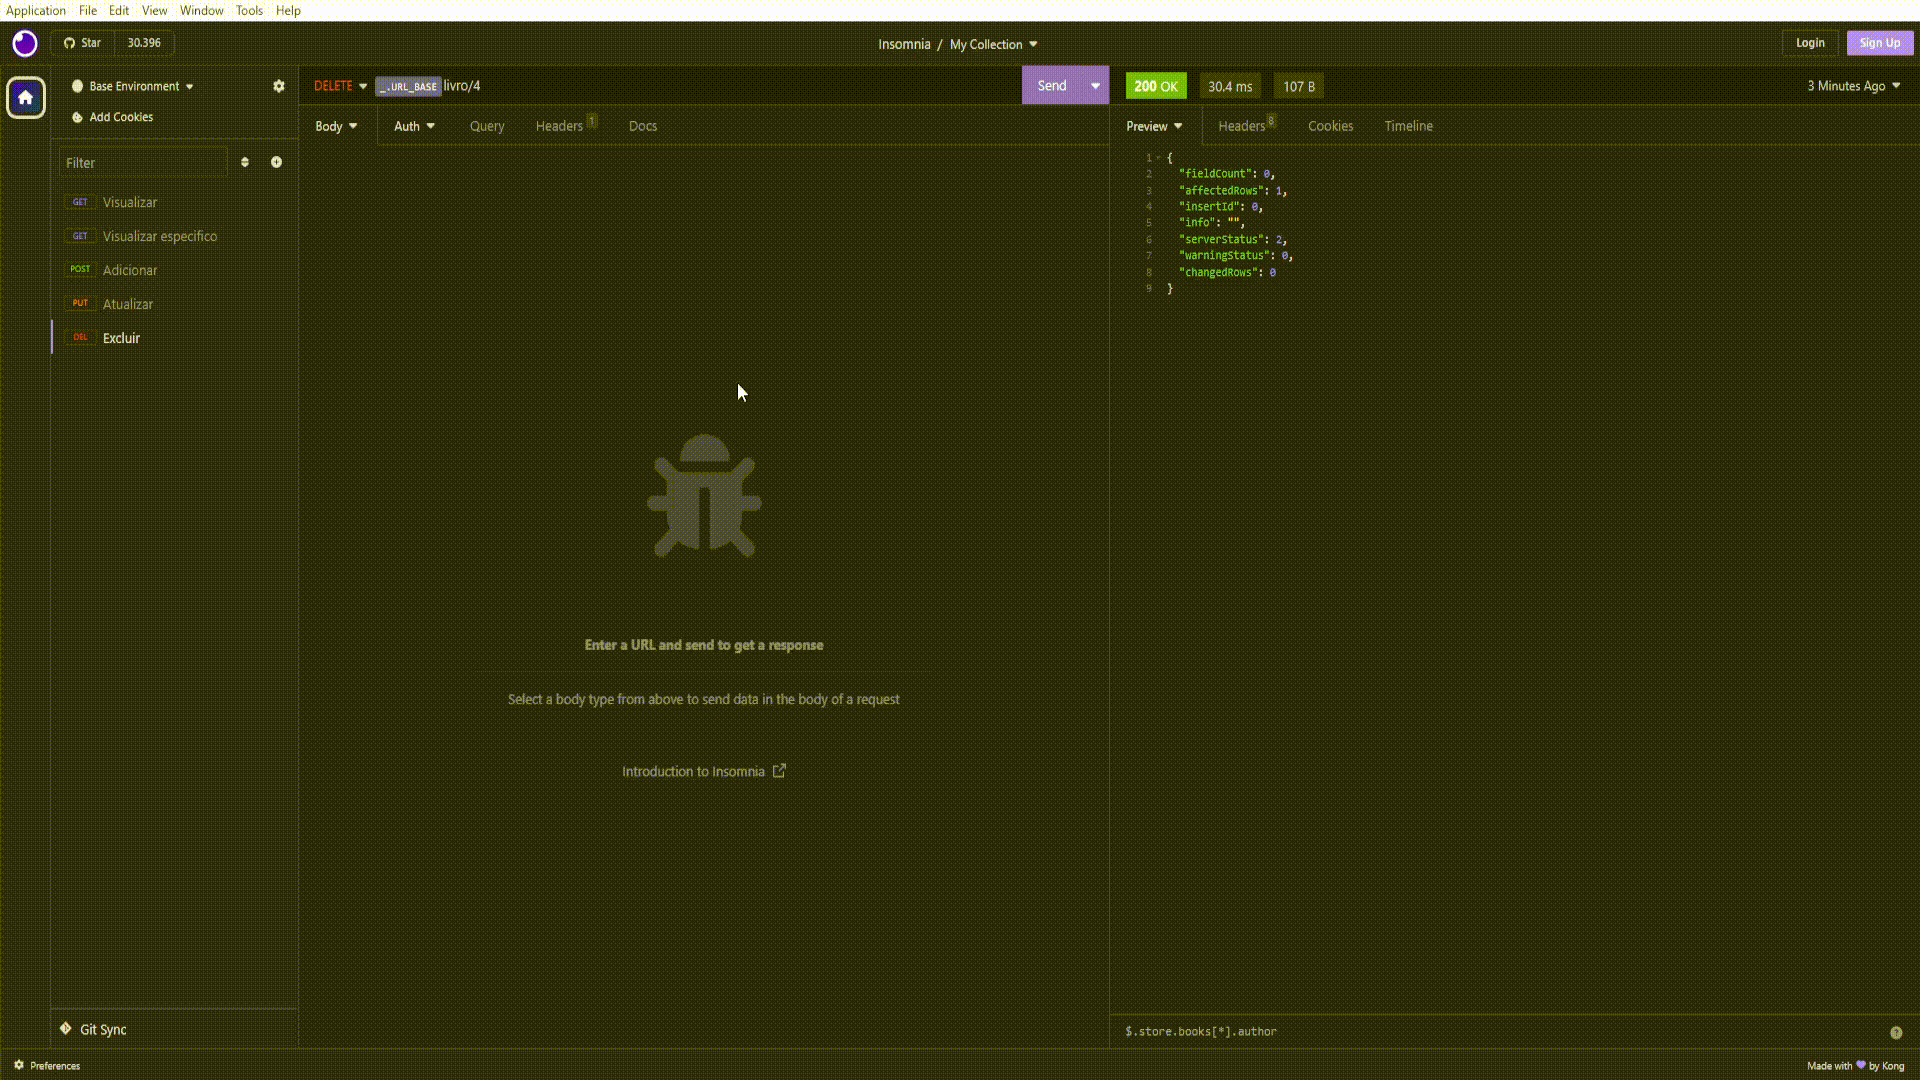 Application File Edit View Window Tools Help
Star 30.396
Insomnia / My Collection
Login Sign Up
Base Environment
DELETE _.URL_BASE livro/4
Send
200 OK 30.4 ms 107 B
3 Minutes Ago
Add Cookies
Body Auth Query Headers 1 Docs
Preview Headers 8 Cookies Timeline
Filter
GET Visualizar
GET Visualizar especifico
POST Adicionar
PUT Atualizar
DEL Excluir
1 {
2 "fieldCount": 0,
3 "affectedRows": 1,
4 "insertId": 0,
5 "info": "",
6 "serverStatus": 2,
7 "warningStatus": 0,
8 "changedRows": 0
9 }
Enter a URL and send to get a response
Select a body type from above to send data in the body of a request
Introduction to Insomnia
Git Sync
$.store.books[*].author
Preferences
Made with by Kong